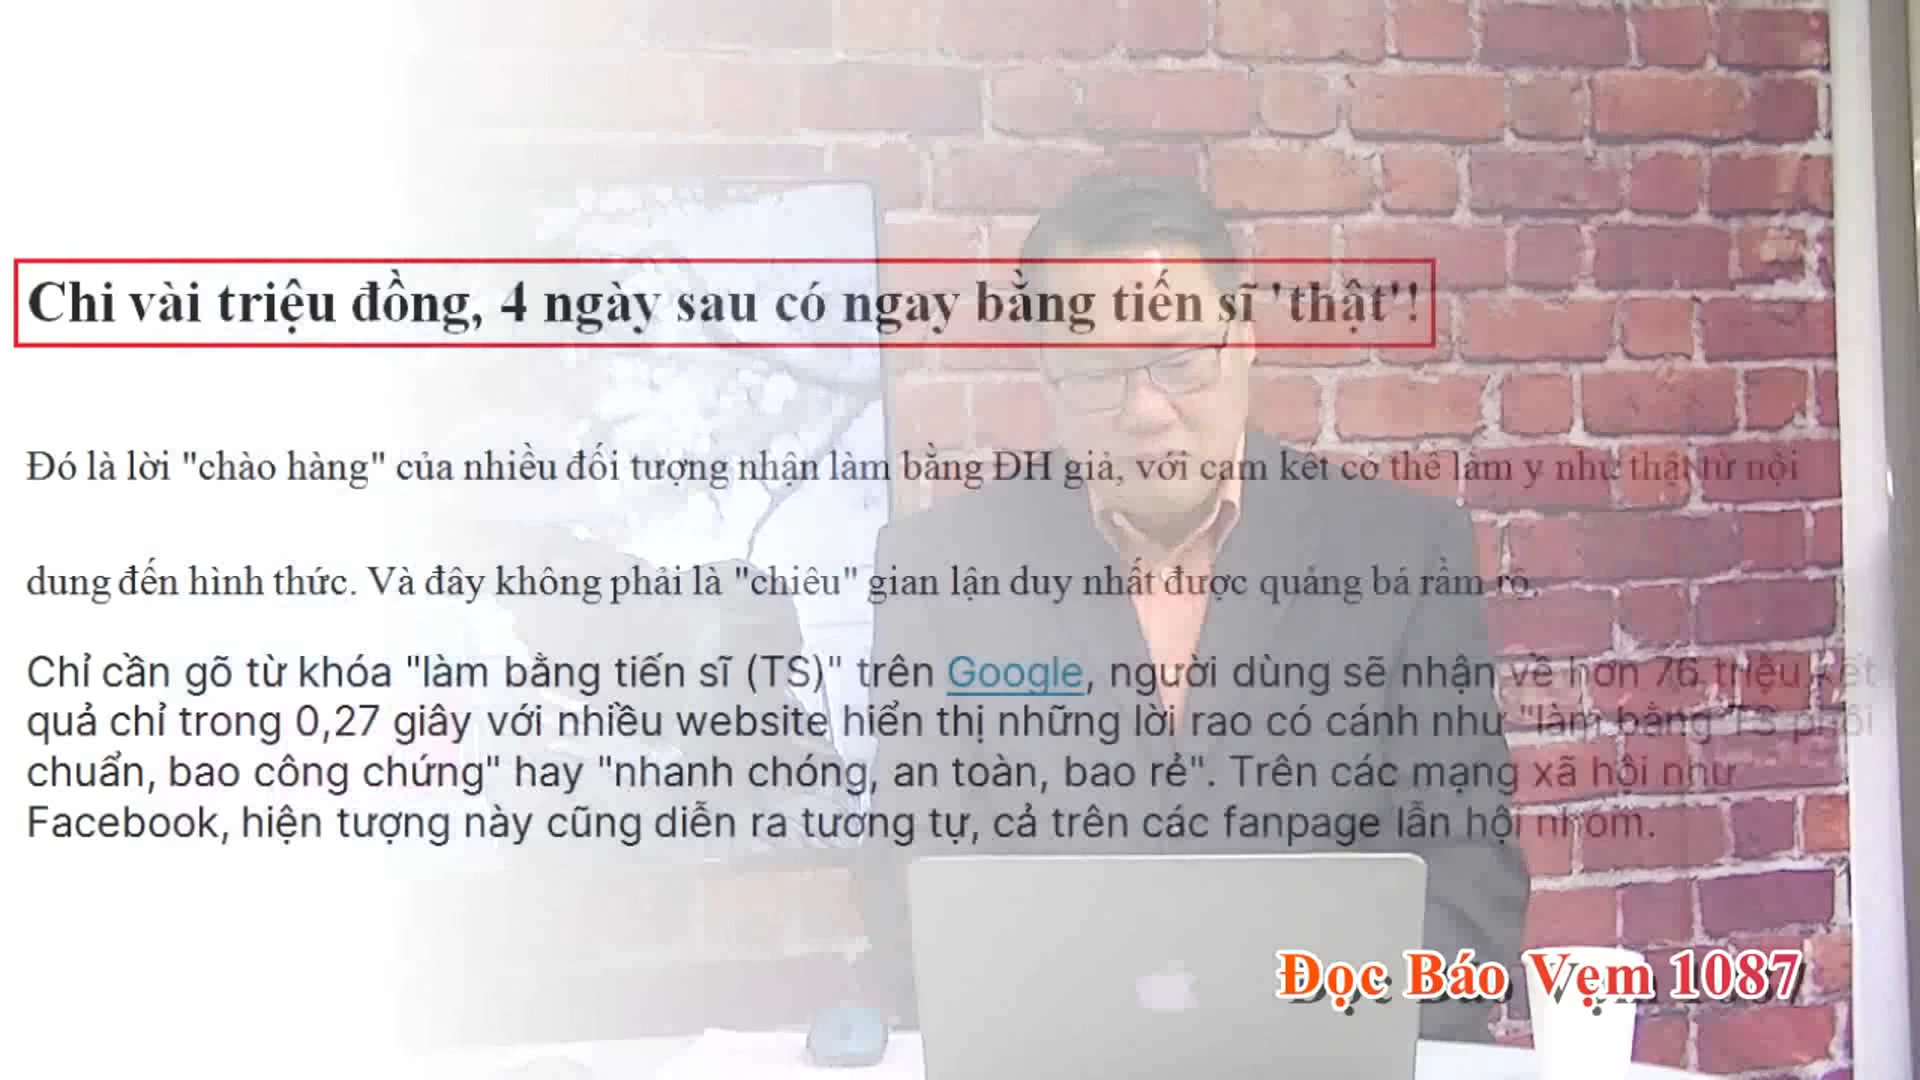 Chi vài triệu đồng, 4 ngày sau có ngay bằng tiến sĩ 'thật'!
Đó là lời "chào hàng" của nhiều đối tượng nhận làm bằng ĐH giả, với cam kết có thể làm y như thật từ nội
dung đến hình thức. Và đây không phải là "chiêu" gian lận duy nhất được quảng bá rầm rộ.
Chỉ cần gõ từ khóa "làm bằng tiến sĩ (TS)" trên Google, người dùng sẽ nhận về hơn 76 triệu kết
quả chỉ trong 0,27 giây với nhiều website hiển thị những lời rao có cánh như "làm bằng TS phôi
chuẩn, bao công chứng" hay "nhanh chóng, an toàn, bao rẻ". Trên các mạng xã hội như
Facebook, hiện tượng này cũng diễn ra tương tự, cả trên các fanpage lẫn hội nhóm.
Đọc Báo Vẹm 1087